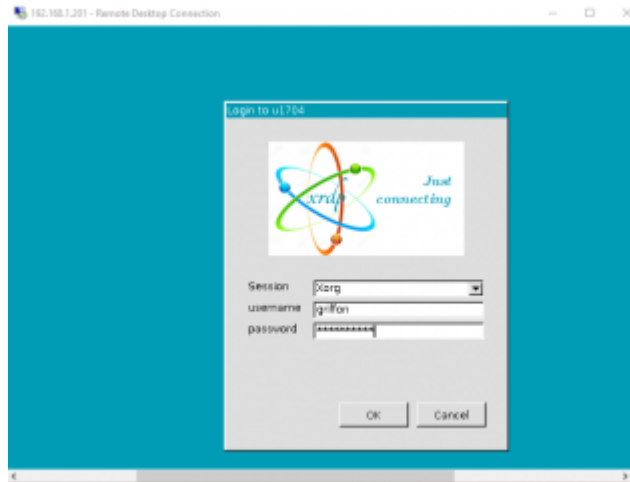 192.168.1.201 - Remote Desktop Connection
Login to u1704
xrdp
Just
connecting
Session
Xorg
username
griffon
password
**********
OK
Cancel